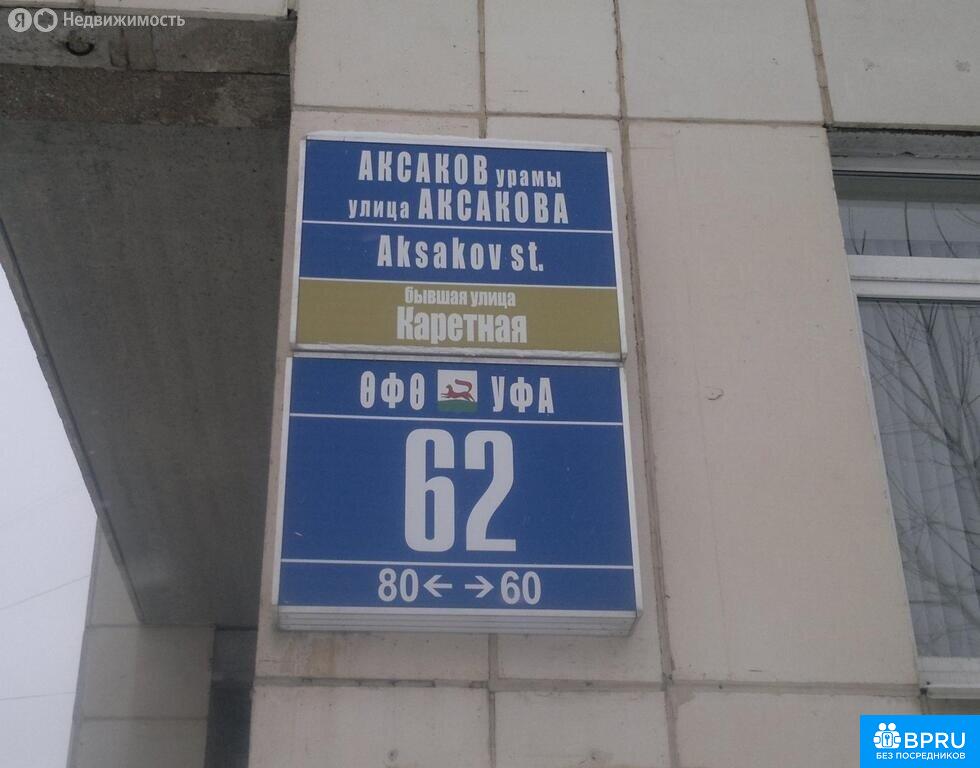 Я Недвижимость
АКСАКОВ урамы
улица АКСАКОВА
Aksakov st.
бывшая улица
Каретная
ӨФӨ УФА
62
80 ← → 60
BPRU
БЕЗ ПОСРЕДНИКОВ